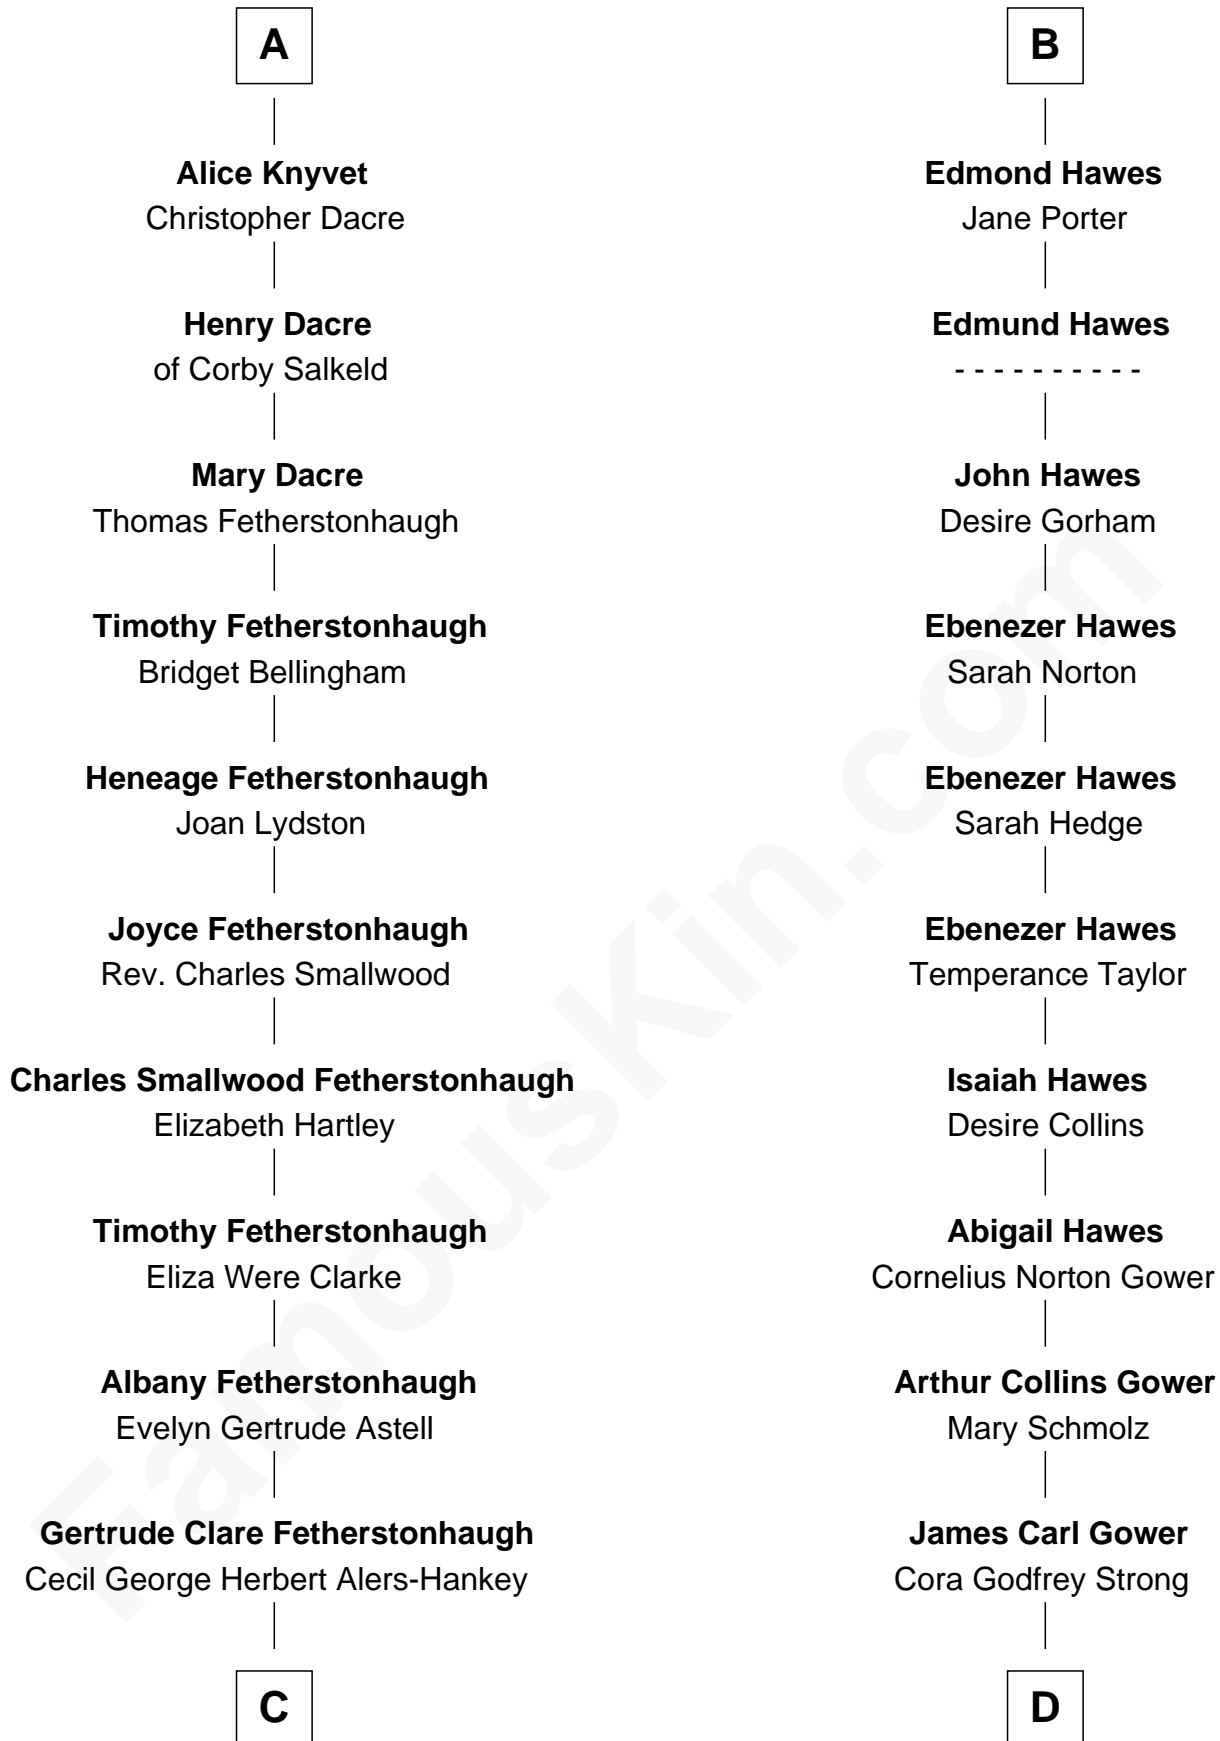 A
Alice Knyvet
Christopher Dacre
Henry Dacre
of Corby Salkeld
Mary Dacre
Thomas Fetherstonhaugh
Timothy Fetherstonhaugh
Bridget Bellingham
Heneage Fetherstonhaugh
Joan Lydston
Joyce Fetherstonhaugh
Rev. Charles Smallwood
Charles Smallwood Fetherstonhaugh
Elizabeth Hartley
Timothy Fetherstonhaugh
Eliza Were Clarke
Albany Fetherstonhaugh
Evelyn Gertrude Astell
Gertrude Clare Fetherstonhaugh
Cecil George Herbert Alers-Hankey
C
B
Edmond Hawes
Jane Porter
Edmund Hawes
- - - - - - - - - -
John Hawes
Desire Gorham
Ebenezer Hawes
Sarah Norton
Ebenezer Hawes
Sarah Hedge
Ebenezer Hawes
Temperance Taylor
Isaiah Hawes
Desire Collins
Abigail Hawes
Cornelius Norton Gower
Arthur Collins Gower
Mary Schmolz
James Carl Gower
Cora Godfrey Strong
D
FamousKin.com